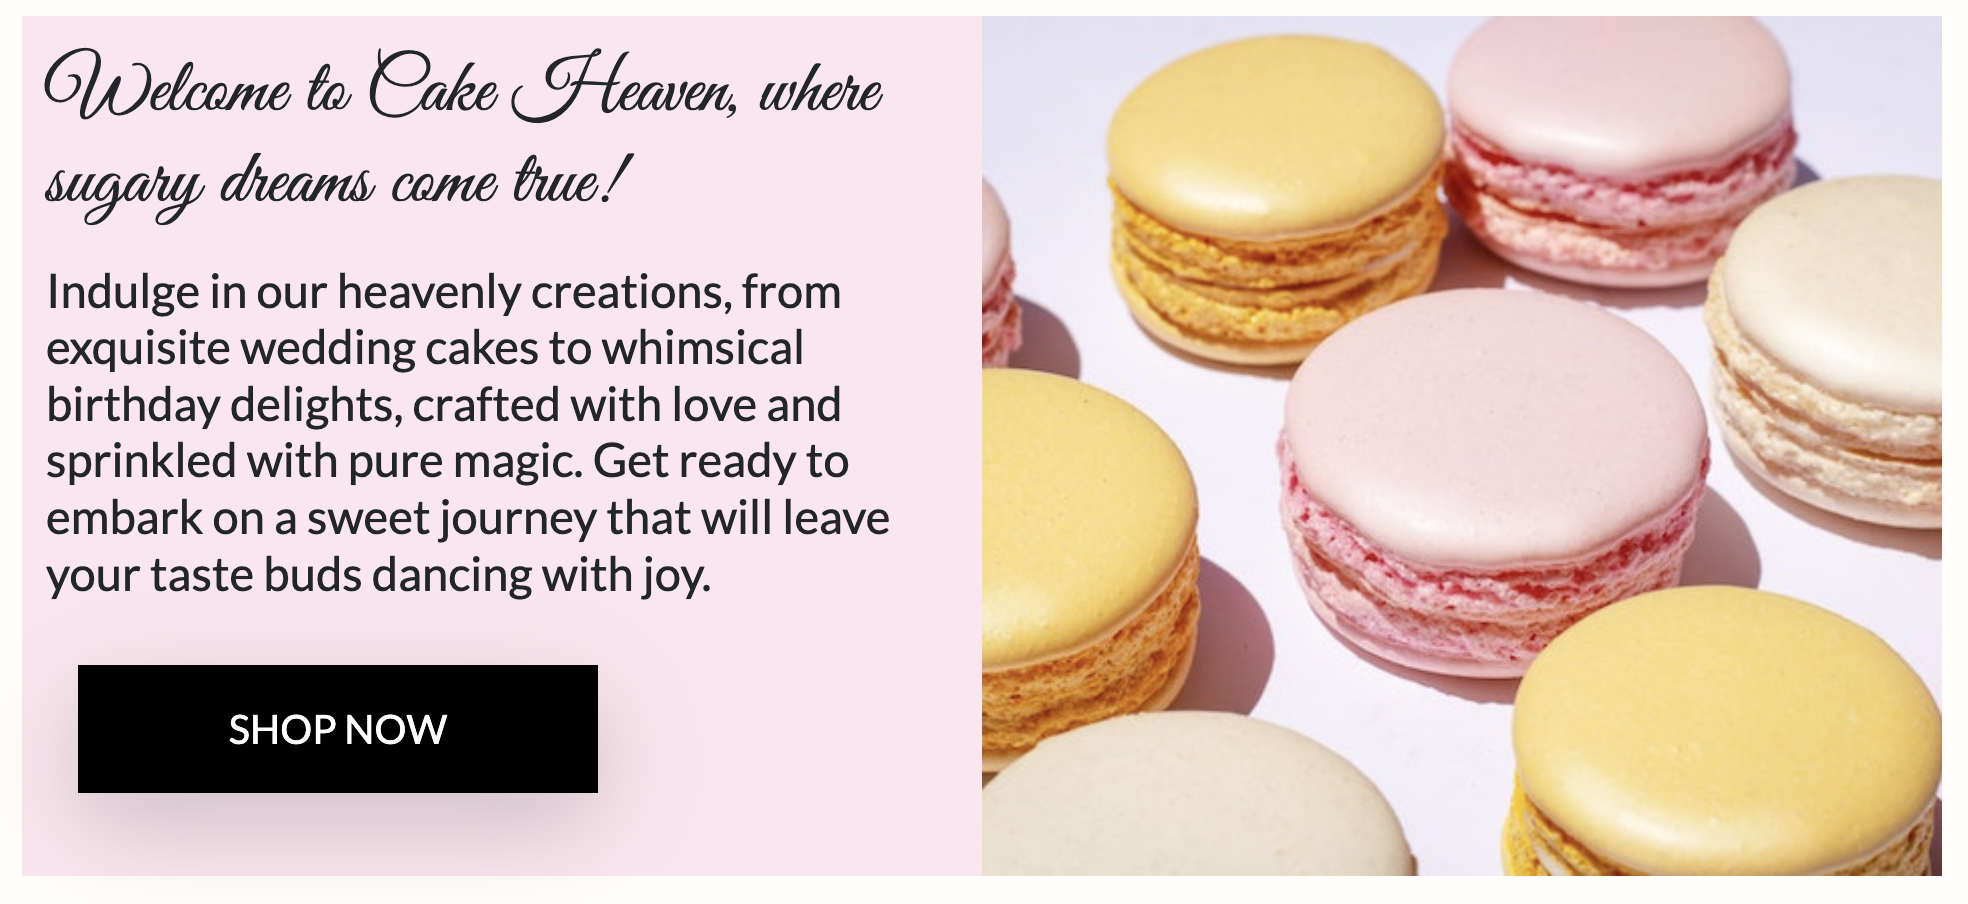 Welcome to Cake Heaven, where
sugary dreams come true!
Indulge in our heavenly creations, from
exquisite wedding cakes to whimsical
birthday delights, crafted with love and
sprinkled with pure magic. Get ready to
embark on a sweet journey that will leave
your taste buds dancing with joy.
SHOP NOW